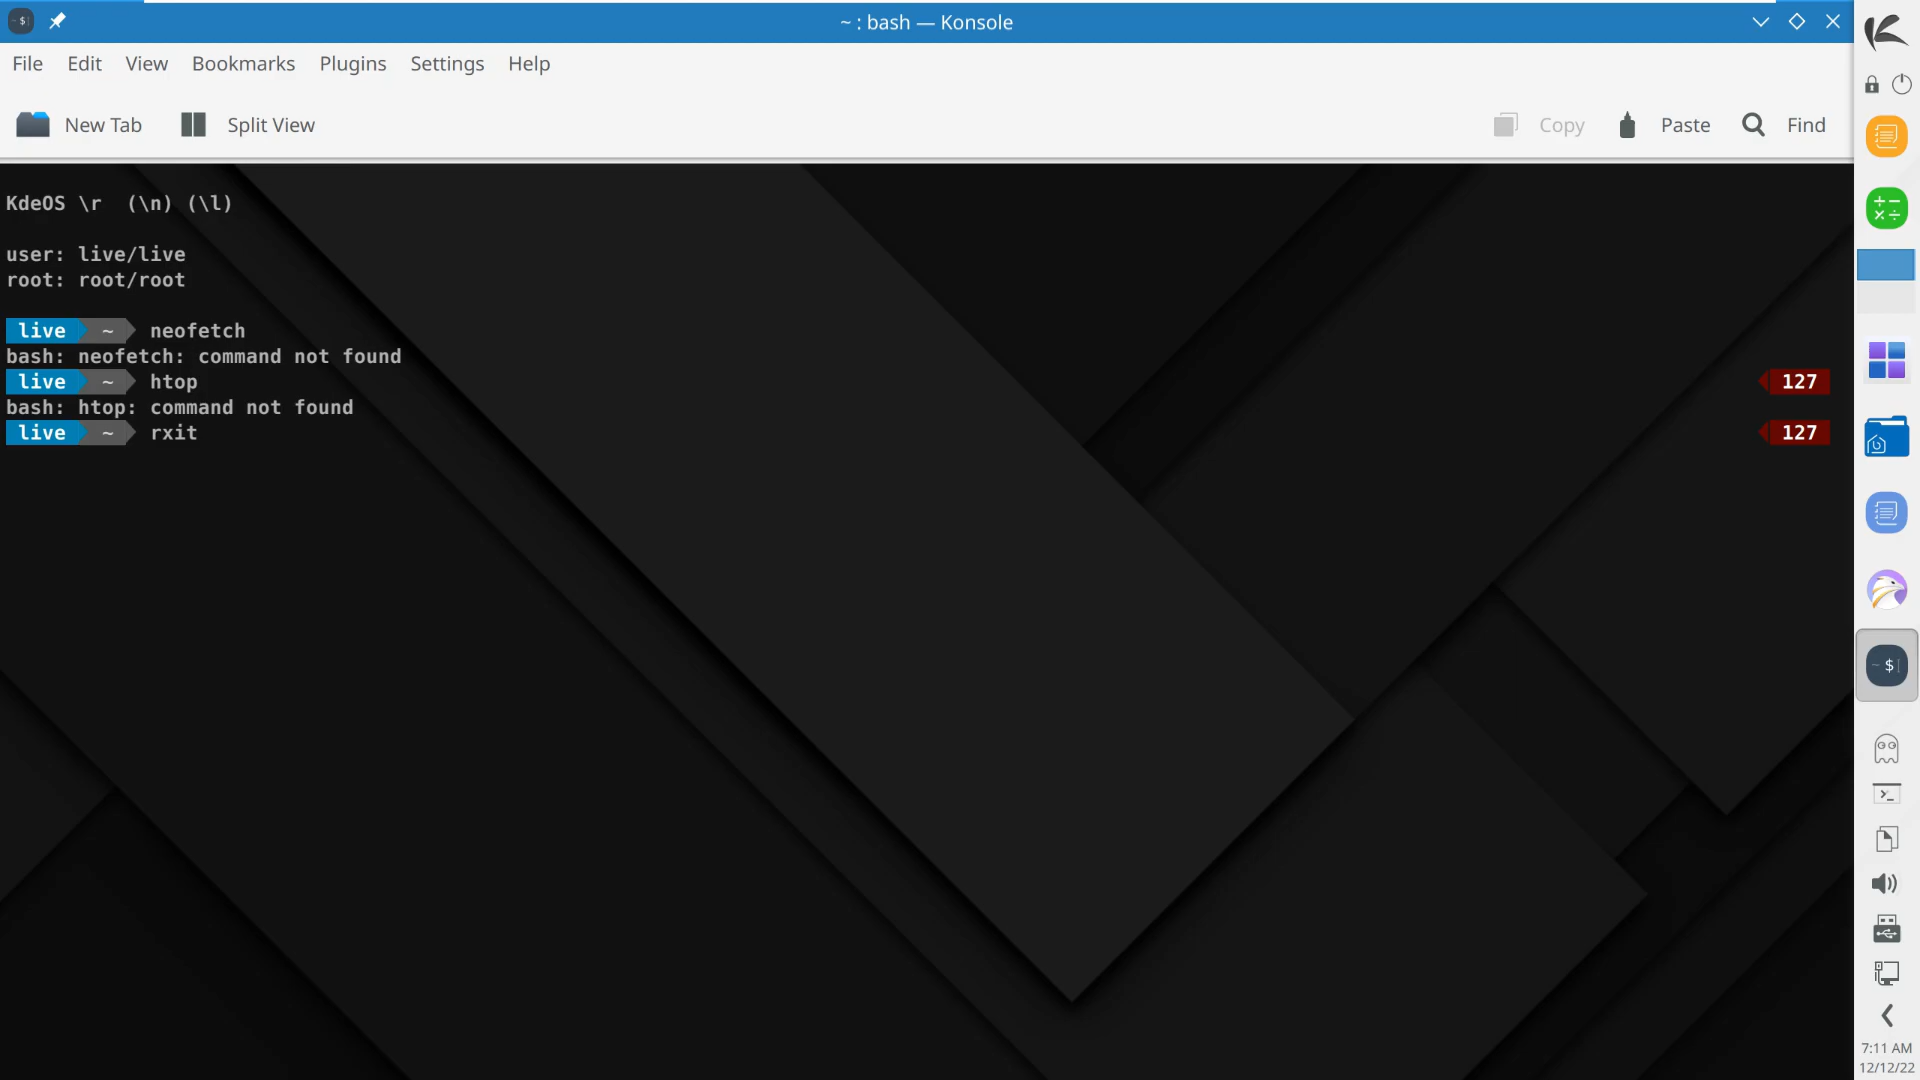 ~ : bash — Konsole
File Edit View Bookmarks Plugins Settings Help
New Tab Split View Copy Paste Find
KdeOS \r  (\n) (\l)
user: live/live
root: root/root
live ~ neofetch
bash: neofetch: command not found
live ~ htop 127
bash: htop: command not found
live ~ rxit 127
7:11 AM
12/12/22